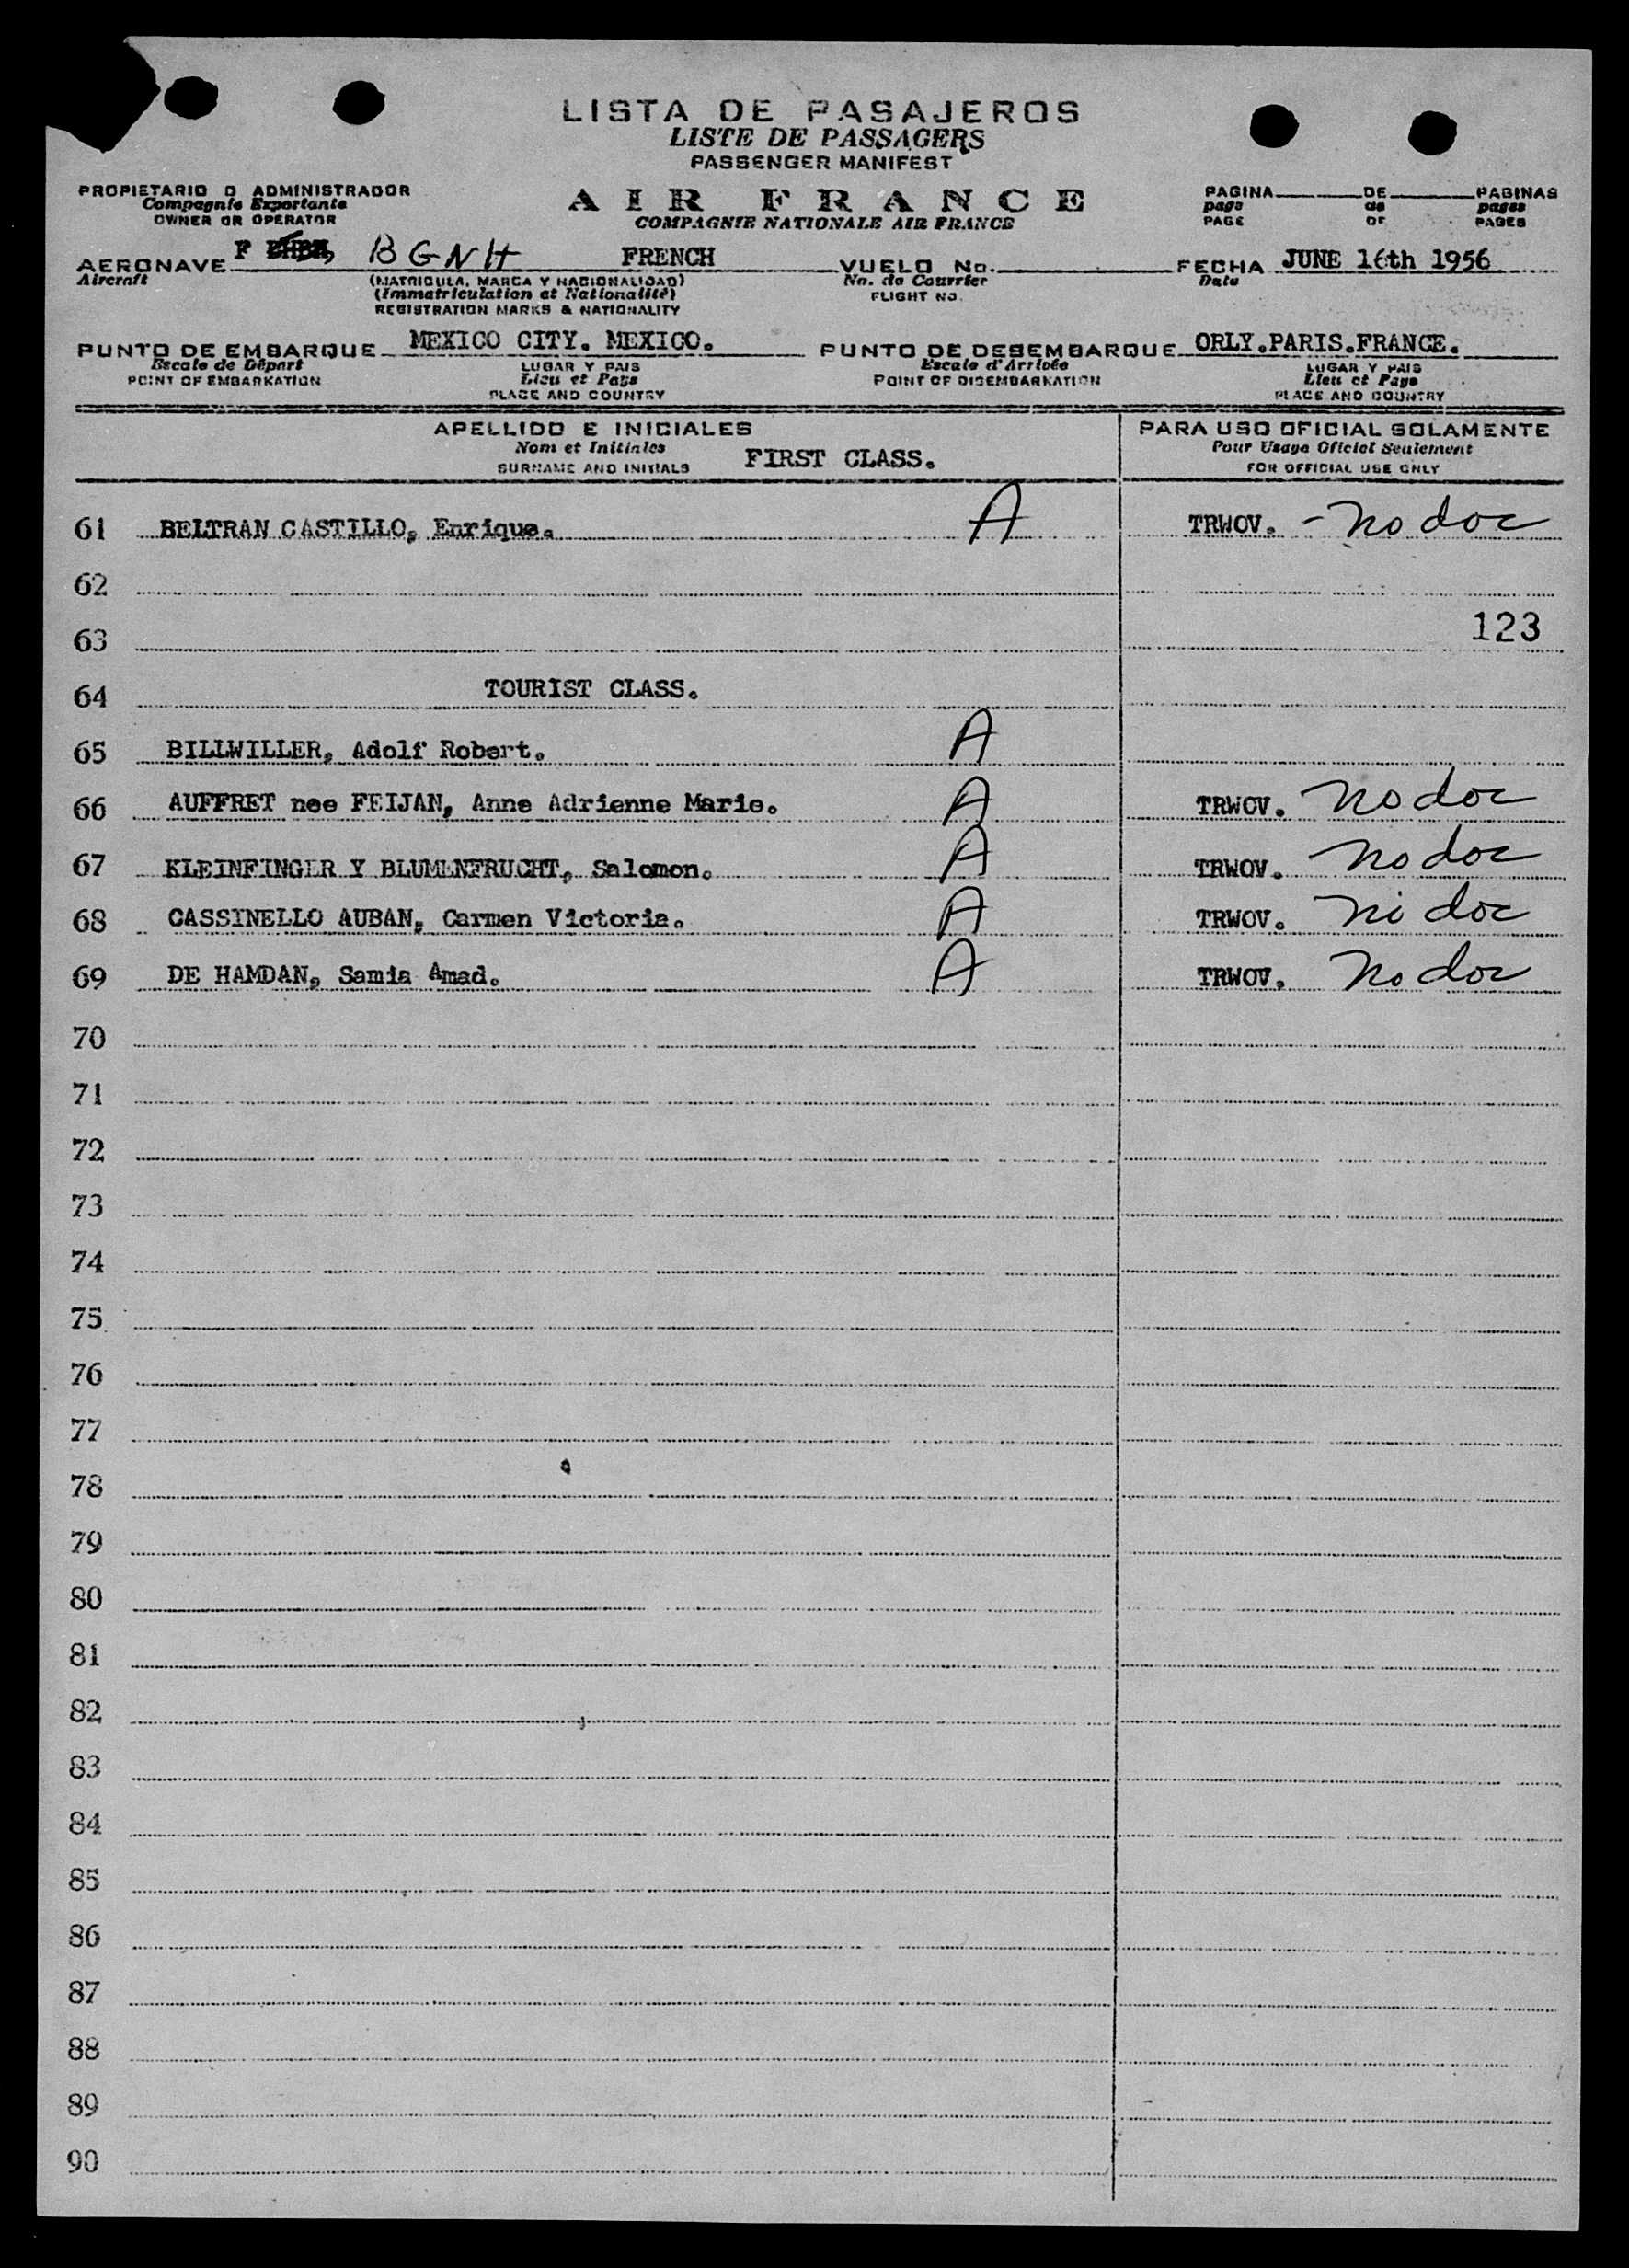 LISTA DE PASAJEROS
LISTE DE PASSAGERS
PASSENGER MANIFEST
PROPIETARIO O ADMINISTRADOR
Compagnie Exportante
OWNER OR OPERATOR
AIR FRANCE
COMPAGNIE NATIONALE AIR FRANCE
PAGINA DE PAGINAS
page de pages
PAGE OF PAGES
AERONAVE F BGNH FRENCH VUELO No. FECHA JUNE 16th 1956
Aircraft (MATRICULA, MARCA Y NACIONALIDAD) No. de Courrier Date
(Immatriculation et Nationalité) FLIGHT NO.
REGISTRATION MARKS & NATIONALITY
PUNTO DE EMBARQUE MEXICO CITY. MEXICO. PUNTO DE DESEMBARQUE ORLY.PARIS.FRANCE.
Escale de Départ LUGAR Y PAIS Escale d'Arrivée LUGAR Y PAIS
POINT OF EMBARKATION Lieu et Pays POINT OF DISEMBARKATION Lieu et Pays
PLACE AND COUNTRY PLACE AND COUNTRY
APELLIDO E INICIALES PARA USO OFICIAL SOLAMENTE
Nom et Initiales FIRST CLASS. Pour Usage Oficiel Seulement
SURNAME AND INITIALS FOR OFFICIAL USE ONLY
61 BELTRAN CASTILLO, Enrique. A TRWOV. - no doc
62
63 123
64 TOURIST CLASS.
65 BILLWILLER, Adolf Robert. A
66 AUFFRET nee FEIJAN, Anne Adrienne Marie. A TRWOV. no doc
67 KLEINFINGER Y BLUMENFRUCHT, Salomon. A TRWOV. no doc
68 CASSINELLO AUBAN, Carmen Victoria. A TRWOV. no doc
69 DE HAMDAN, Samia Amad. A TRWOV. no doc
70
71
72
73
74
75
76
77
78
79
80
81
82
83
84
85
86
87
88
89
90